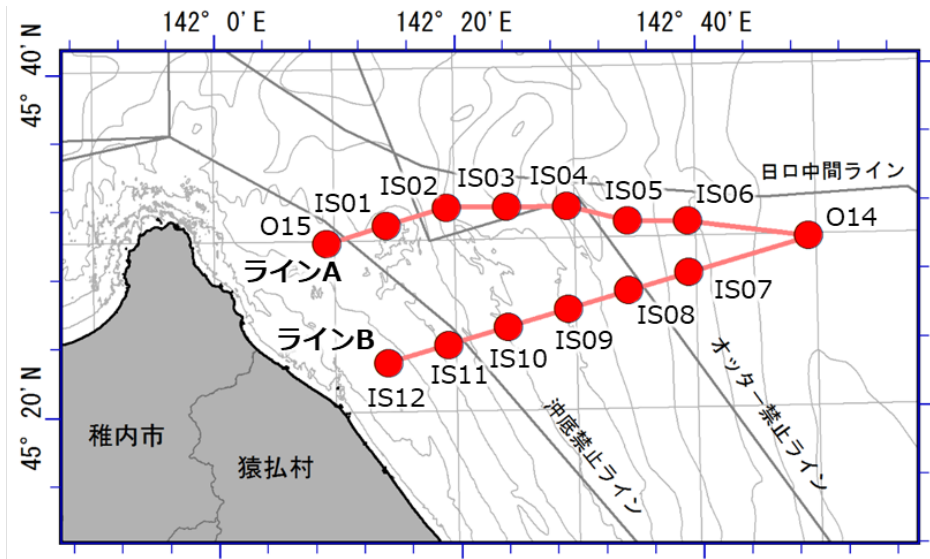 142° 0' E
142° 20' E
142° 40' E
45° 40' N
日ロ中間ライン
IS01
IS02
IS03
IS04
IS05
IS06
O15
O14
ラインA
IS07
IS08
ラインB
IS09
IS10
IS11
IS12
45° 20' N
オッター禁止ライン
沖底禁止ライン
稚内市
猿払村